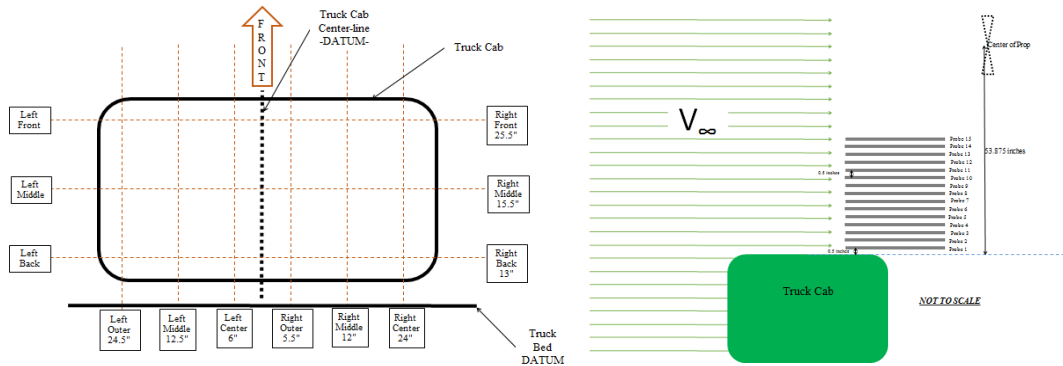 FRONT
Truck Cab
Center-line
-DATUM-
Truck Cab
Left
Front
Right
Front
25.5"
Left
Middle
Right
Middle
15.5"
Left
Back
Right
Back
13"
Left
Outer
24.5"
Left
Middle
12.5"
Left
Center
6"
Right
Outer
5.5"
Right
Middle
12"
Right
Center
24"
Truck
Bed
DATUM
Center of Prop
V∞
53.875 inches
Probe 15
Probe 14
Probe 13
Probe 12
Probe 11
0.5 inches
Probe 10
Probe 9
Probe 8
Probe 7
Probe 6
Probe 5
Probe 4
Probe 3
Probe 2
Probe 1
0.5 inches
Truck Cab
NOT TO SCALE